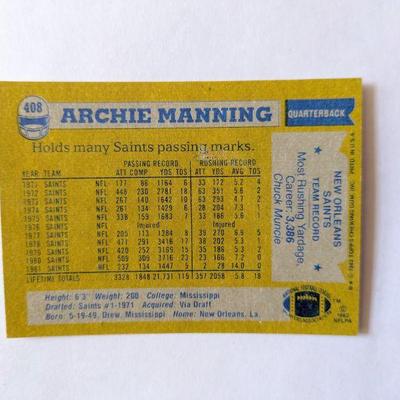 408
ARCHIE MANNING
QUARTERBACK
Holds many Saints passing marks.
PASSING RECORD RUSHING RECORD
YEAR TEAM ATT COMP YDS TDS ATT YDS AVG TDS
1971 SAINTS NFL 177 86 1164 6 33 172 5.2 4
1972 SAINTS NFL 448 230 2781 18 63 351 5.6 2
1973 SAINTS NFL 267 140 1642 10 63 293 4.7 2
1974 SAINTS NFL 261 134 1429 6 28 204 7.3 1
1975 SAINTS NFL 338 159 1683 7 33 186 5.6 1
1976 SAINTS NFL Injured Injured
1977 SAINTS NFL 205 113 1284 8 39 270 6.9 5
1978 SAINTS NFL 471 291 3416 17 38 202 5.3 1
1979 SAINTS NFL 420 252 3169 15 35 186 5.3 2
1980 SAINTS NFL 509 309 3716 23 23 166 7.2 0
1981 SAINTS NFL 232 134 1447 5 2 28 14.0 0
LIFETIME TOTALS 3328 1848 21,731 115 357 2058 5.8 18
Height: 6'3" Weight: 200 College: Mississippi
Drafted: Saints #1-1971 Acquired: Via Draft
Born: 5-19-49, Drew, Mississippi Home: New Orleans, La.
NEW ORLEANS
SAINTS
TEAM RECORD
Most Rushing Yardage,
Career: 3,386
Chuck Muncie
TM
© 1982
NFLPA